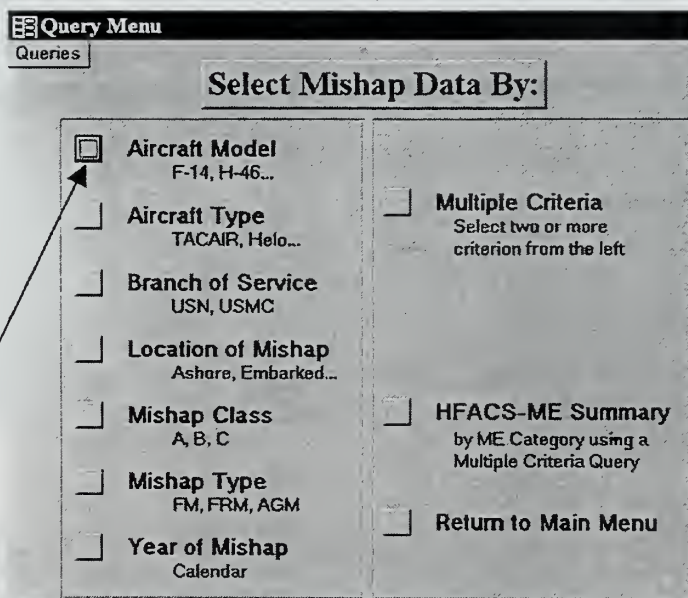 Query Menu
Queries
Select Mishap Data By:
Aircraft Model
F-14, H-46...
Aircraft Type
TACAIR, Helo...
Branch of Service
USN, USMC
Location of Mishap
Ashore, Embarked...
Mishap Class
A, B, C
Mishap Type
FM, FRM, AGM
Year of Mishap
Calendar
Multiple Criteria
Select two or more
criterion from the left
HFACS-ME Summary
by ME Category using a
Multiple Criteria Query
Return to Main Menu